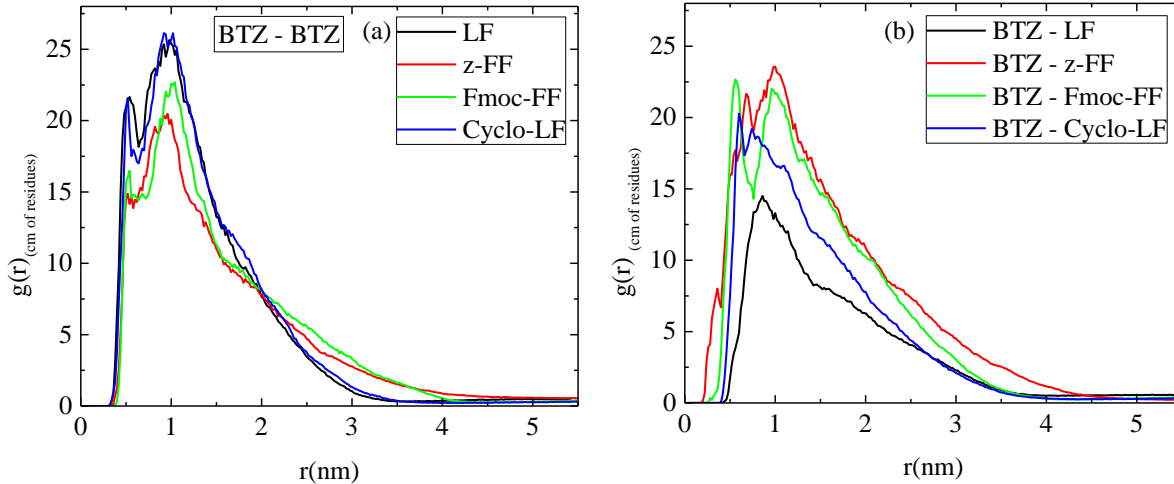 BTZ - BTZ
(a)
LF
z-FF
Fmoc-FF
Cyclo-LF
g(r)(cm of residues)
25
20
15
10
5
0
0 1 2 3 4 5
r(nm)
(b)
BTZ - LF
BTZ - z-FF
BTZ - Fmoc-FF
BTZ - Cyclo-LF
g(r) (cm of residues)
25
20
15
10
5
0
0 1 2 3 4 5
r(nm)